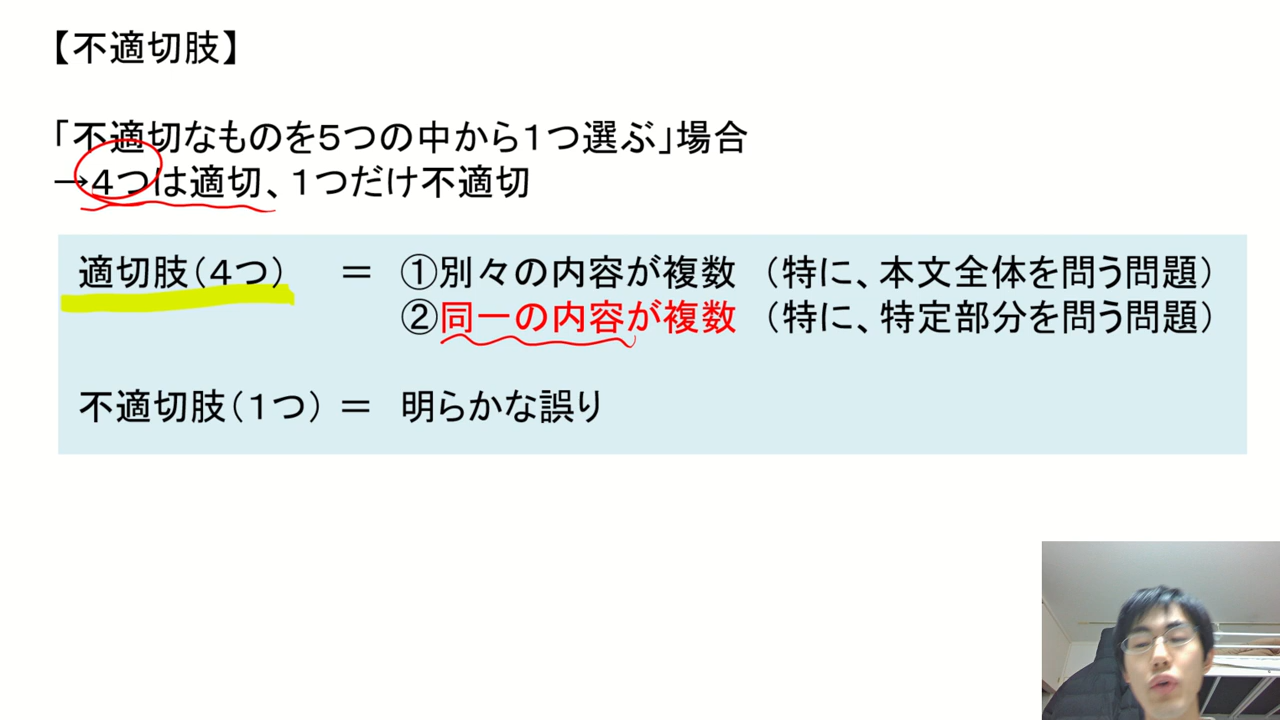 【不適切肢】
「不適切なものを５つの中から１つ選ぶ」場合
→４つは適切、１つだけ不適切
適切肢（４つ） ＝ ①別々の内容が複数 （特に、本文全体を問う問題）
②同一の内容が複数 （特に、特定部分を問う問題）
不適切肢（１つ） ＝ 明らかな誤り